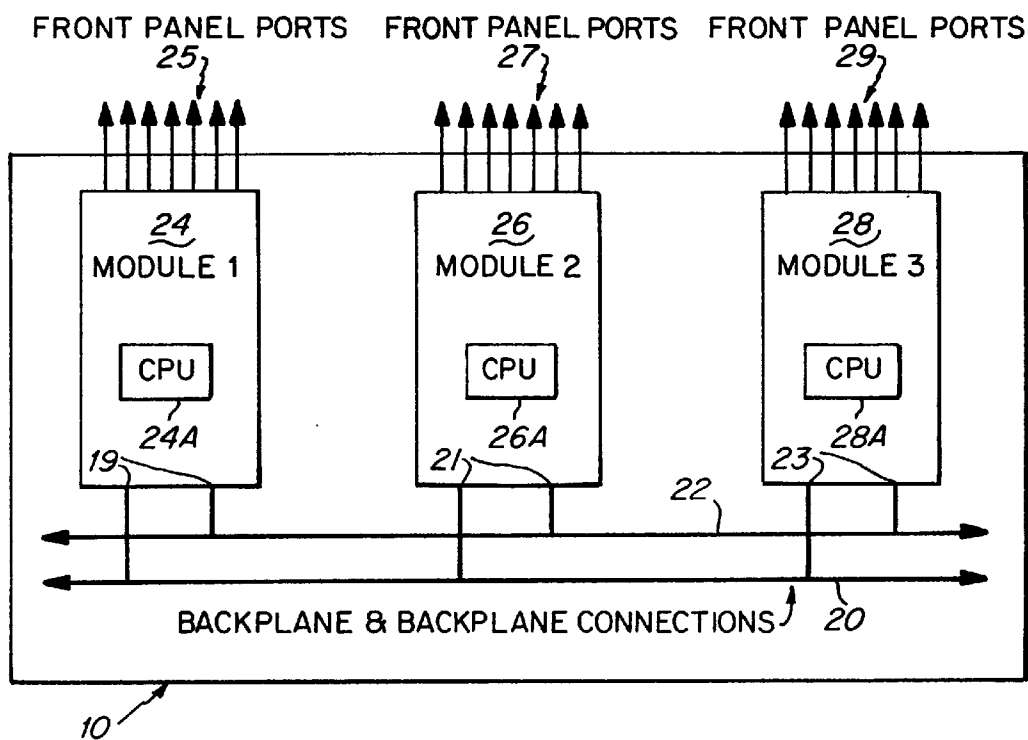 FRONT PANEL PORTS FRONT PANEL PORTS FRONT PANEL PORTS
25 27 29
24 26 28
MODULE 1 MODULE 2 MODULE 3
CPU CPU CPU
24A 26A 28A
19 21 23
22
BACKPLANE & BACKPLANE CONNECTIONS 20
10